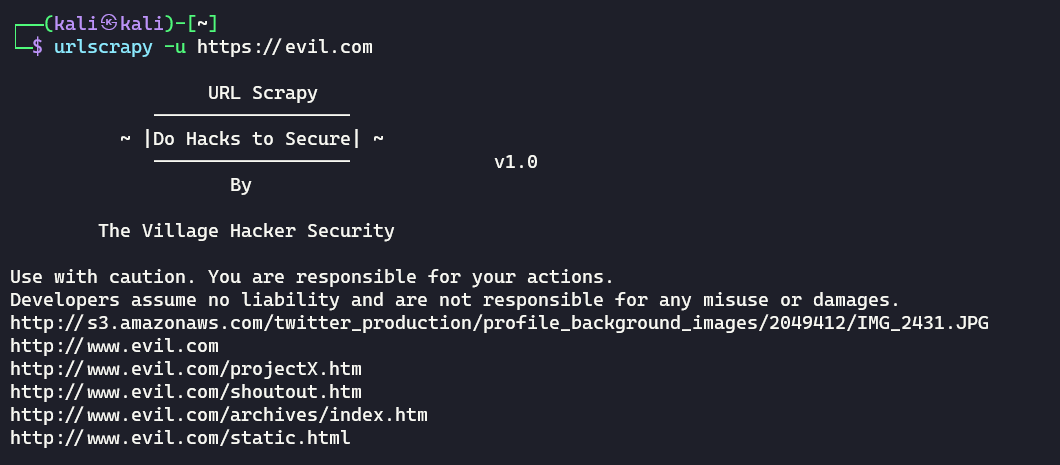 ┌──(kali㉿kali)-[~]
└─$ urlscrapy -u https://evil.com
URL Scrapy
~ |Do Hacks to Secure| ~
v1.0
By
The Village Hacker Security
Use with caution. You are responsible for your actions.
Developers assume no liability and are not responsible for any misuse or damages.
http://s3.amazonaws.com/twitter_production/profile_background_images/2049412/IMG_2431.JPG
http://www.evil.com
http://www.evil.com/projectX.htm
http://www.evil.com/shoutout.htm
http://www.evil.com/archives/index.htm
http://www.evil.com/static.html